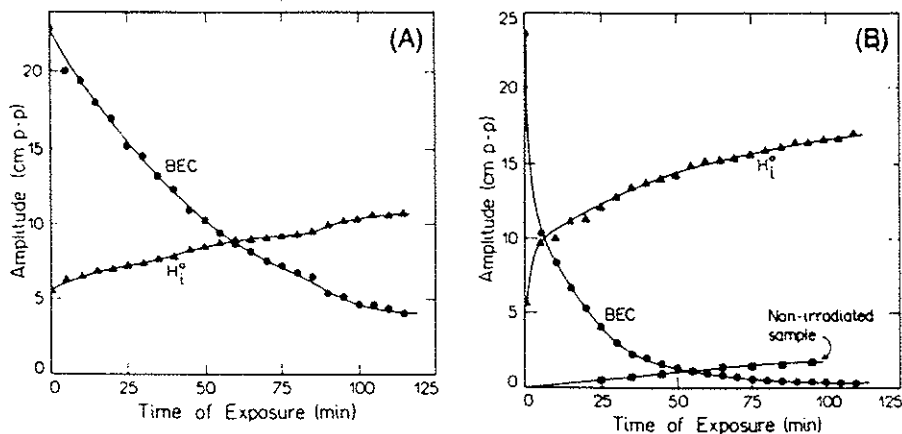 (A)
20
15
10
5
0
Amplitude (cm p-p)
BEC
H°i
0 25 50 75 100 125
Time of Exposure (min)
(B)
25
20
15
10
5
0
Amplitude (cm p-p)
H°i
BEC
Non-irradiated
sample
0 25 50 75 100 125
Time of Exposure (min)